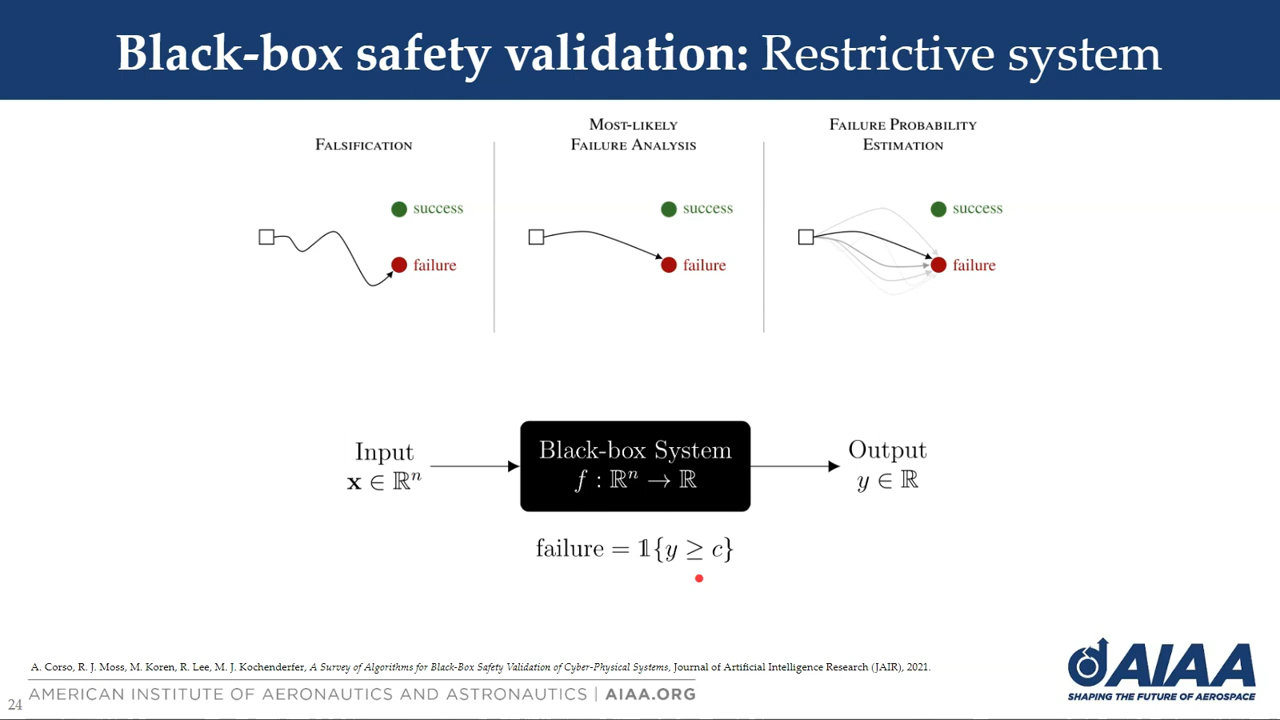 Black-box safety validation: Restrictive system
FALSIFICATION
MOST-LIKELY
FAILURE ANALYSIS
FAILURE PROBABILITY
ESTIMATION
success
failure
success
failure
success
failure
Input
x ∈ ℝⁿ
Black-box System
f : ℝⁿ → ℝ
Output
y ∈ ℝ
failure = 𝟙{y ≥ c}
A. Corso, R. J. Moss, M. Koren, R. Lee, M. J. Kochenderfer, A Survey of Algorithms for Black-Box Safety Validation of Cyber-Physical Systems, Journal of Artificial Intelligence Research (JAIR), 2021.
AMERICAN INSTITUTE OF AERONAUTICS AND ASTRONAUTICS | AIAA.ORG
24
AIAA
SHAPING THE FUTURE OF AEROSPACE